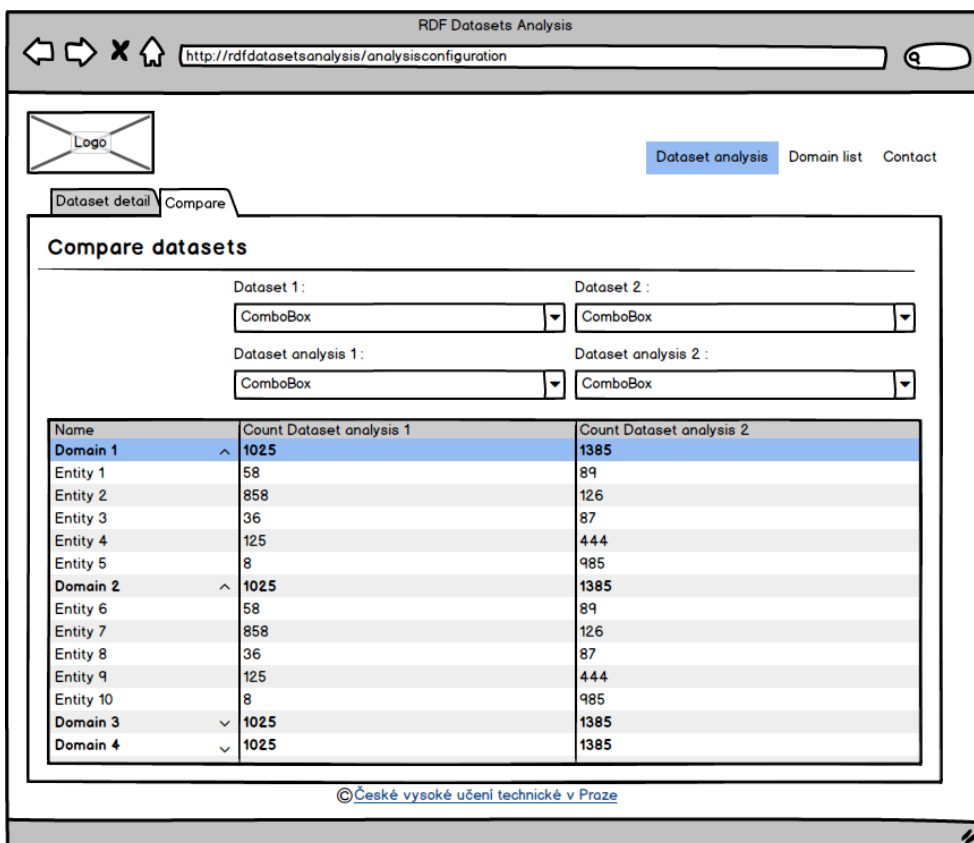 RDF Datasets Analysis
http://rdfdatasetsanalysis/analysisconfiguration
Logo
Dataset analysis Domain list Contact
Dataset detail Compare
Compare datasets
Dataset 1 : Dataset 2 :
ComboBox ComboBox
Dataset analysis 1 : Dataset analysis 2 :
ComboBox ComboBox
Name Count Dataset analysis 1 Count Dataset analysis 2
Domain 1 1025 1385
Entity 1 58 89
Entity 2 858 126
Entity 3 36 87
Entity 4 125 444
Entity 5 8 985
Domain 2 1025 1385
Entity 6 58 89
Entity 7 858 126
Entity 8 36 87
Entity 9 125 444
Entity 10 8 985
Domain 3 1025 1385
Domain 4 1025 1385
©České vysoké učení technické v Praze